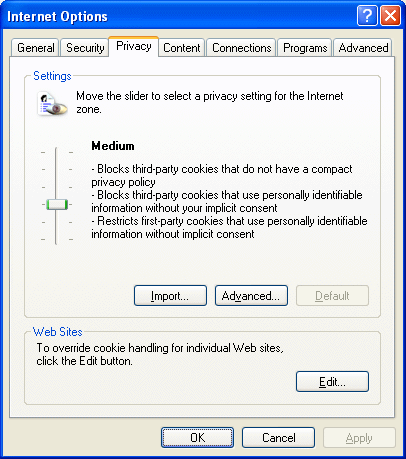 Internet Options
General Security Privacy Content Connections Programs Advanced
Settings
Move the slider to select a privacy setting for the Internet
zone.
Medium
- Blocks third-party cookies that do not have a compact
privacy policy
- Blocks third-party cookies that use personally identifiable
information without your implicit consent
- Restricts first-party cookies that use personally identifiable
information without implicit consent
Import... Advanced... Default
Web Sites
To override cookie handling for individual Web sites,
click the Edit button.
Edit...
OK Cancel Apply